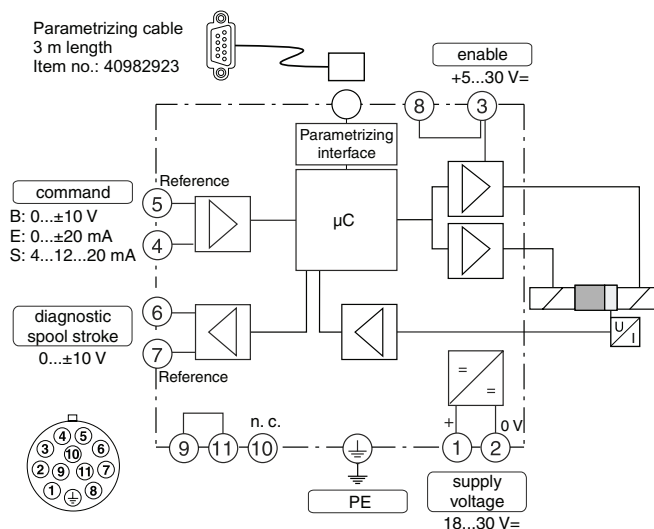 Parametrizing cable
3 m length
Item no.: 40982923
enable
+5...30 V=
8
3
Parametrizing
interface
command
B: 0...±10 V
E: 0...±20 mA
S: 4...12...20 mA
Reference
5
4
µC
diagnostic
spool stroke
0...±10 V
6
7
Reference
U
I
=
=
+
0 V
n. c.
9
11
10
1
2
PE
supply
voltage
18...30 V=
4
5
3
10
6
2
9
11
7
1
8